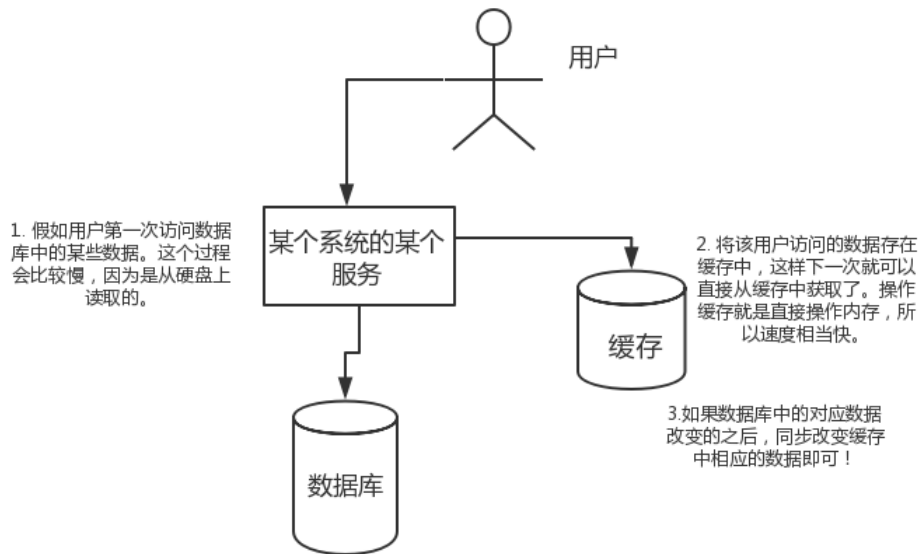 用户
1. 假如用户第一次访问数据
库中的某些数据。这个过程
会比较慢，因为是从硬盘上
读取的。
某个系统的某个
服务
2. 将该用户访问的数据存在
缓存中，这样下一次就可以
直接从缓存中获取了。操作
缓存就是直接操作内存，所
以速度相当快。
缓存
3.如果数据库中的对应数据
改变的之后，同步改变缓存
中相应的数据即可！
数据库